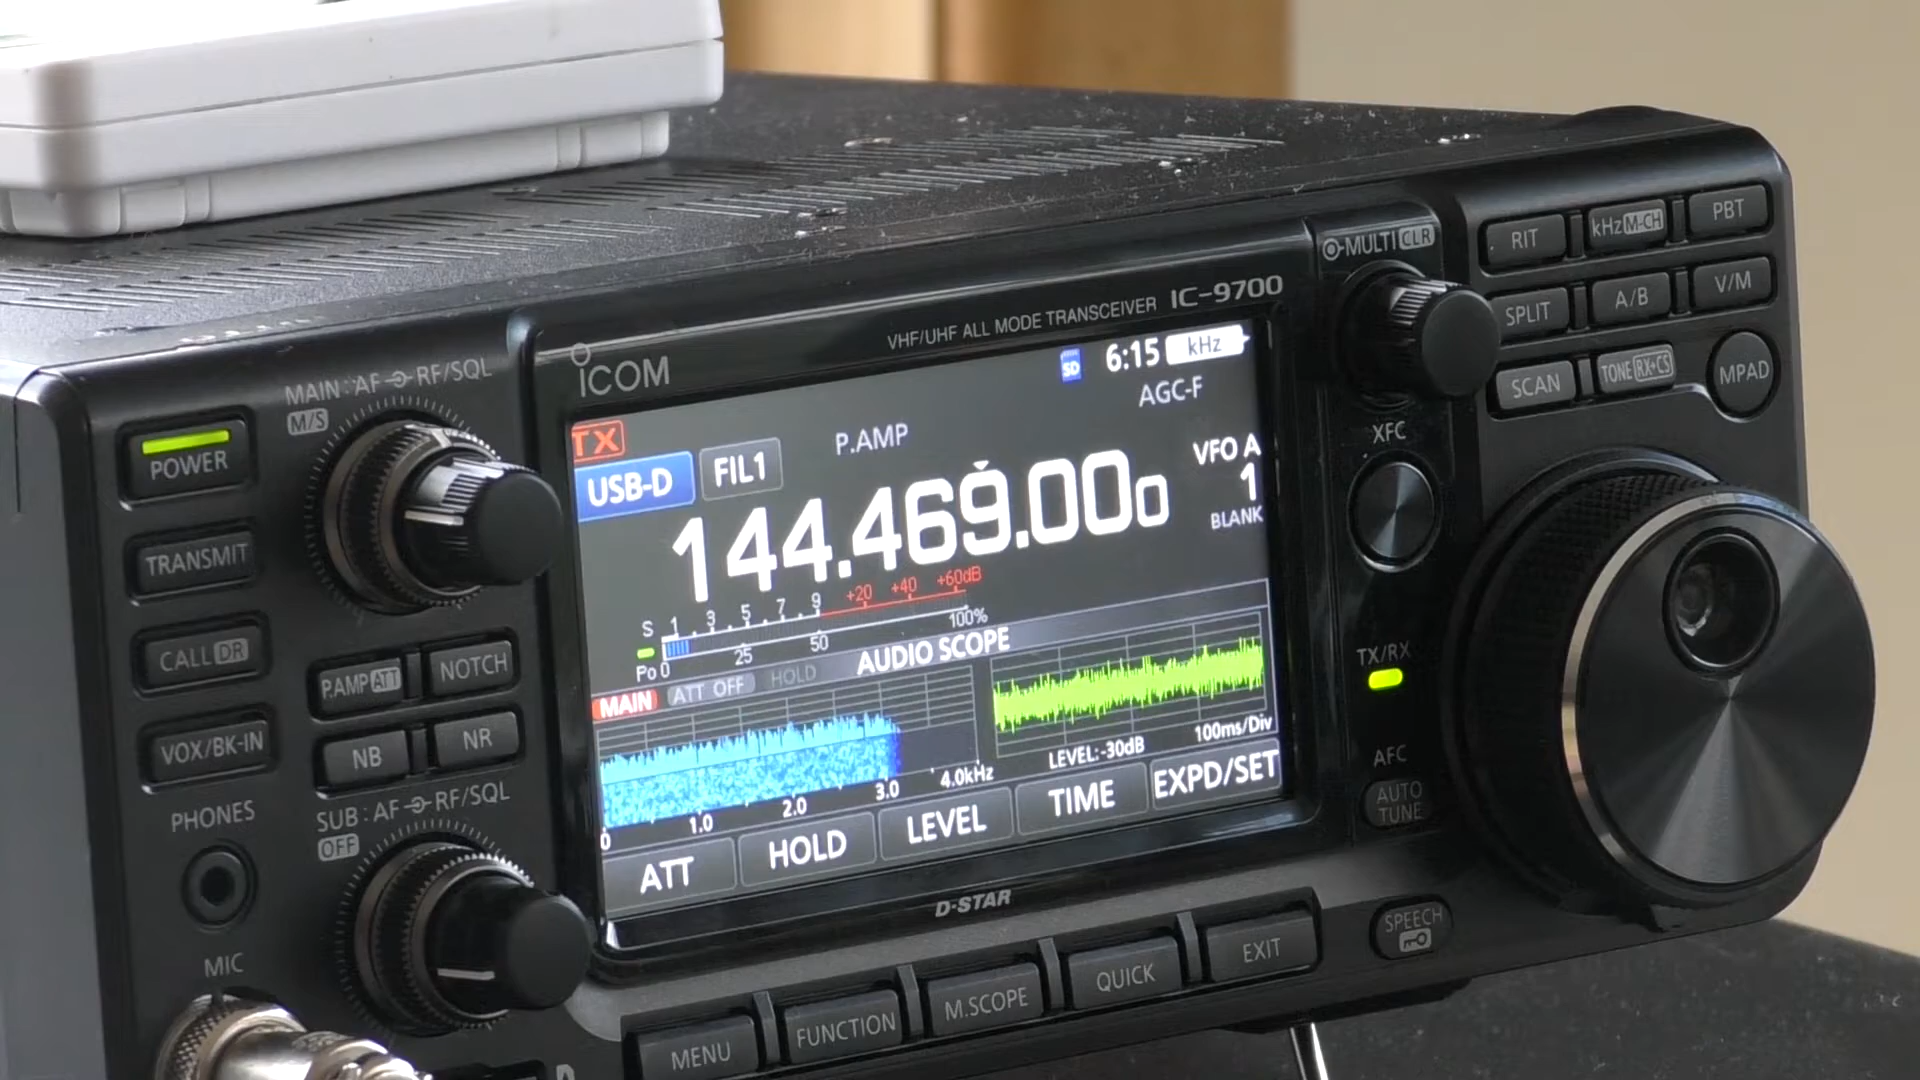 MAIN : AF RF/SQL
M/S
POWER
TRANSMIT
CALL DR
VOX/BK-IN
P.AMP ATT
NOTCH
NB
NR
PHONES
SUB : AF RF/SQL
OFF
MIC
ICOM
VHF/UHF ALL MODE TRANSCEIVER IC-9700
SD 6:15 kHz
AGC-F
TX
P.AMP
USB-D FIL1
VFO A
144.469.000
1
BLANK
S 1 3 5 7 9 +20 +40 +60dB
Po 0 25 50 100%
AUDIO SCOPE
MAIN ATT OFF HOLD
LEVEL:-30dB 100ms/Div
0 1.0 2.0 3.0 4.0kHz
ATT HOLD LEVEL TIME EXPD/SET
D-STAR
MENU FUNCTION M.SCOPE QUICK EXIT
MULTI CLR
XFC
TX/RX
AFC
AUTO
TUNE
SPEECH
RIT kHz M-CH PBT
SPLIT A/B V/M
SCAN TONE RX→CS MPAD